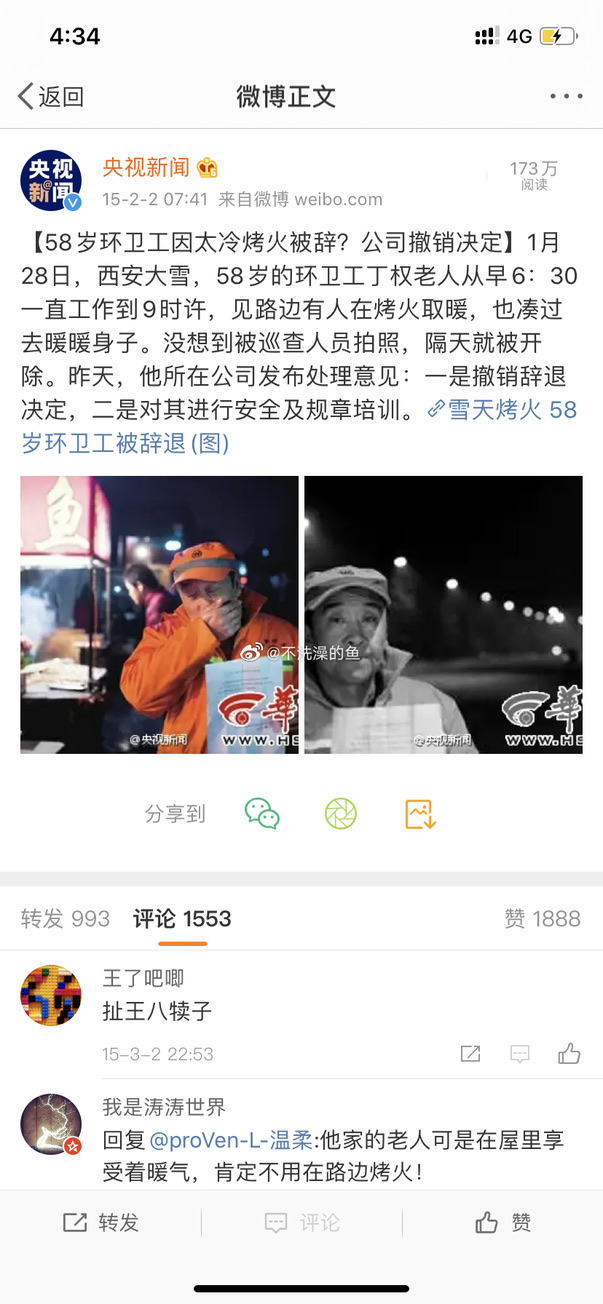 4:34
4G
返回
微博正文
央视新闻
央视新闻
15-2-2 07:41 来自微博 weibo.com
173万
阅读
【58岁环卫工因太冷烤火被辞？公司撤销决定】1月
28日，西安大雪，58岁的环卫工丁权老人从早6：30
一直工作到9时许，见路边有人在烤火取暖，也凑过
去暖暖身子。没想到被巡查人员拍照，隔天就被开
除。昨天，他所在公司发布处理意见：一是撤销辞退
决定，二是对其进行安全及规章培训。雪天烤火 58
岁环卫工被辞退(图)
鱼
@不洗澡的鱼
華
www.HS
@央视新闻
華
www.HS
@央视新闻
分享到
转发 993
评论 1553
赞 1888
王了吧唧
扯王八犊子
15-3-2 22:53
我是涛涛世界
回复@proVen-L-温柔:他家的老人可是在屋里享
受着暖气，肯定不用在路边烤火！
转发
评论
赞